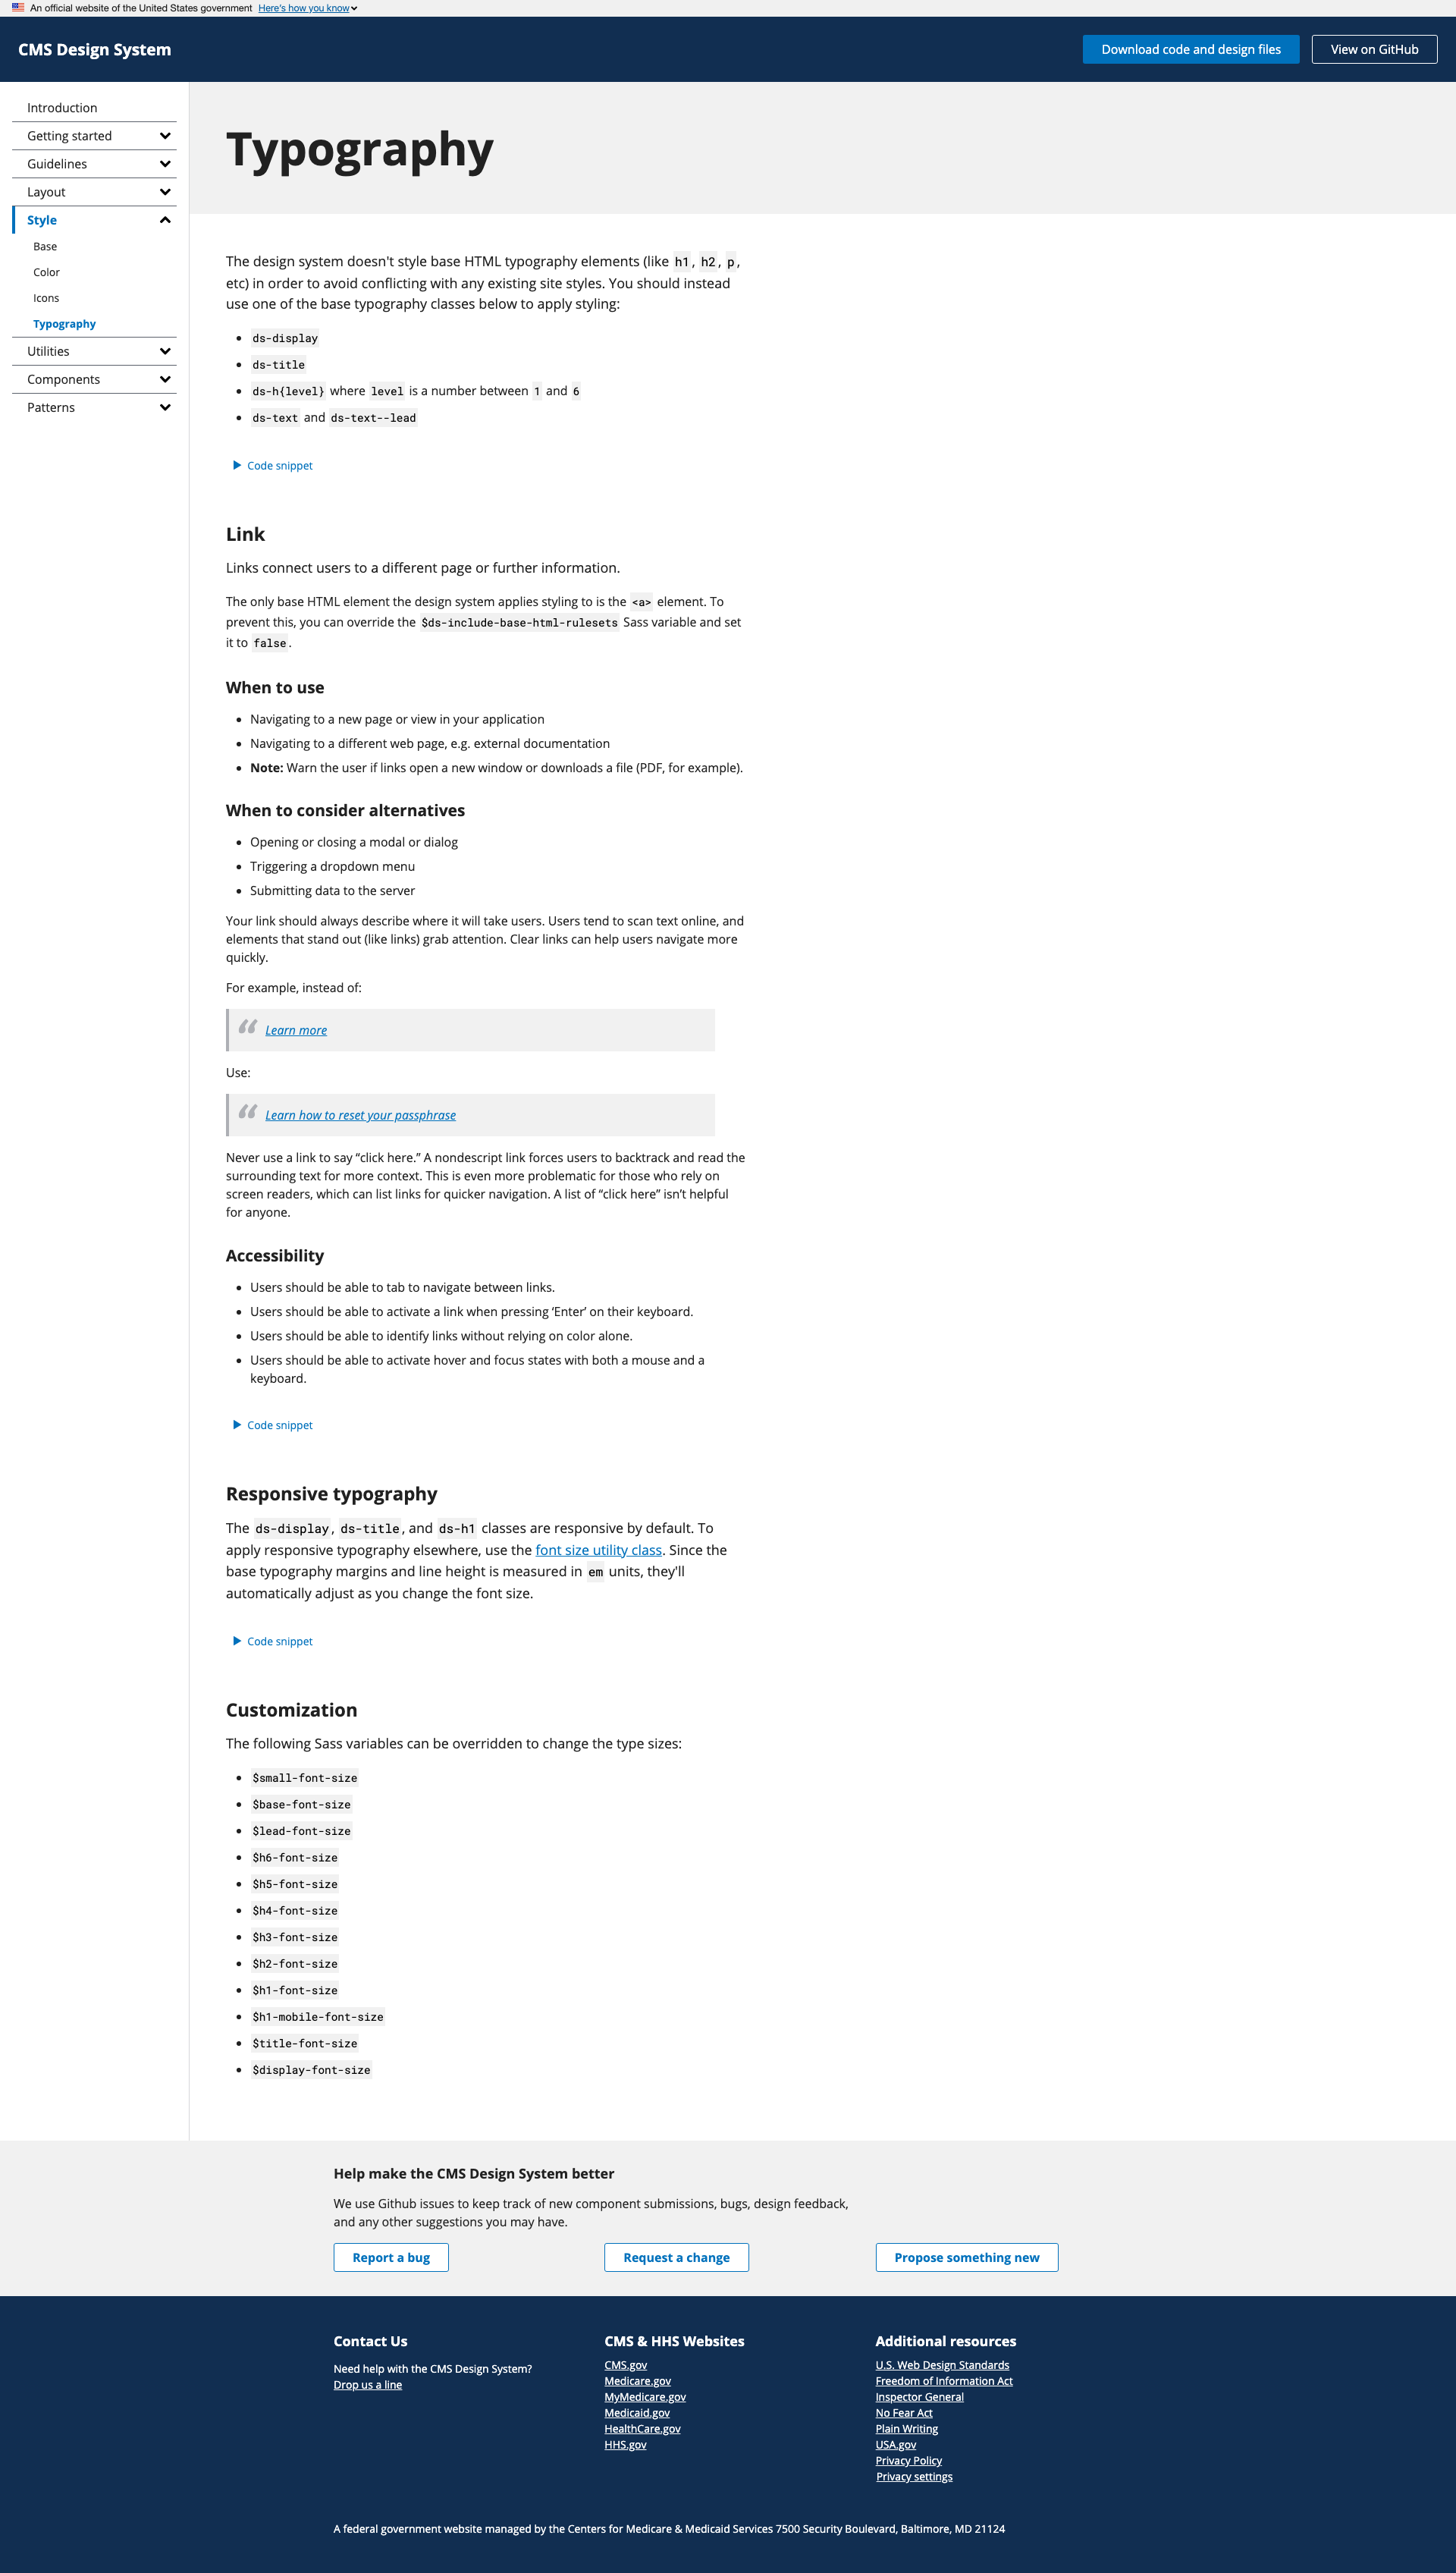 An official website of the United States government Here's how you know
CMS Design System
Download code and design files
View on GitHub
Introduction
Getting started
Guidelines
Layout
Style
Base
Color
Icons
Typography
Utilities
Components
Patterns
Typography
The design system doesn't style base HTML typography elements (like h1, h2, p,
etc) in order to avoid conflicting with any existing site styles. You should instead
use one of the base typography classes below to apply styling:
ds-display
ds-title
ds-h{level} where level is a number between 1 and 6
ds-text and ds-text--lead
Code snippet
Link
Links connect users to a different page or further information.
The only base HTML element the design system applies styling to is the <a> element. To
prevent this, you can override the $ds-include-base-html-rulesets Sass variable and set
it to false.
When to use
Navigating to a new page or view in your application
Navigating to a different web page, e.g. external documentation
Note: Warn the user if links open a new window or downloads a file (PDF, for example).
When to consider alternatives
Opening or closing a modal or dialog
Triggering a dropdown menu
Submitting data to the server
Your link should always describe where it will take users. Users tend to scan text online, and
elements that stand out (like links) grab attention. Clear links can help users navigate more
quickly.
For example, instead of:
“ Learn more
Use:
“ Learn how to reset your passphrase
Never use a link to say “click here.” A nondescript link forces users to backtrack and read the
surrounding text for more context. This is even more problematic for those who rely on
screen readers, which can list links for quicker navigation. A list of “click here” isn’t helpful
for anyone.
Accessibility
Users should be able to tab to navigate between links.
Users should be able to activate a link when pressing ‘Enter’ on their keyboard.
Users should be able to identify links without relying on color alone.
Users should be able to activate hover and focus states with both a mouse and a
keyboard.
Code snippet
Responsive typography
The ds-display, ds-title, and ds-h1 classes are responsive by default. To
apply responsive typography elsewhere, use the font size utility class. Since the
base typography margins and line height is measured in em units, they'll
automatically adjust as you change the font size.
Code snippet
Customization
The following Sass variables can be overridden to change the type sizes:
$small-font-size
$base-font-size
$lead-font-size
$h6-font-size
$h5-font-size
$h4-font-size
$h3-font-size
$h2-font-size
$h1-font-size
$h1-mobile-font-size
$title-font-size
$display-font-size
Help make the CMS Design System better
We use Github issues to keep track of new component submissions, bugs, design feedback,
and any other suggestions you may have.
Report a bug
Request a change
Propose something new
Contact Us
Need help with the CMS Design System?
Drop us a line
CMS & HHS Websites
CMS.gov
Medicare.gov
MyMedicare.gov
Medicaid.gov
HealthCare.gov
HHS.gov
Additional resources
U.S. Web Design Standards
Freedom of Information Act
Inspector General
No Fear Act
Plain Writing
USA.gov
Privacy Policy
Privacy settings
A federal government website managed by the Centers for Medicare & Medicaid Services 7500 Security Boulevard, Baltimore, MD 21124